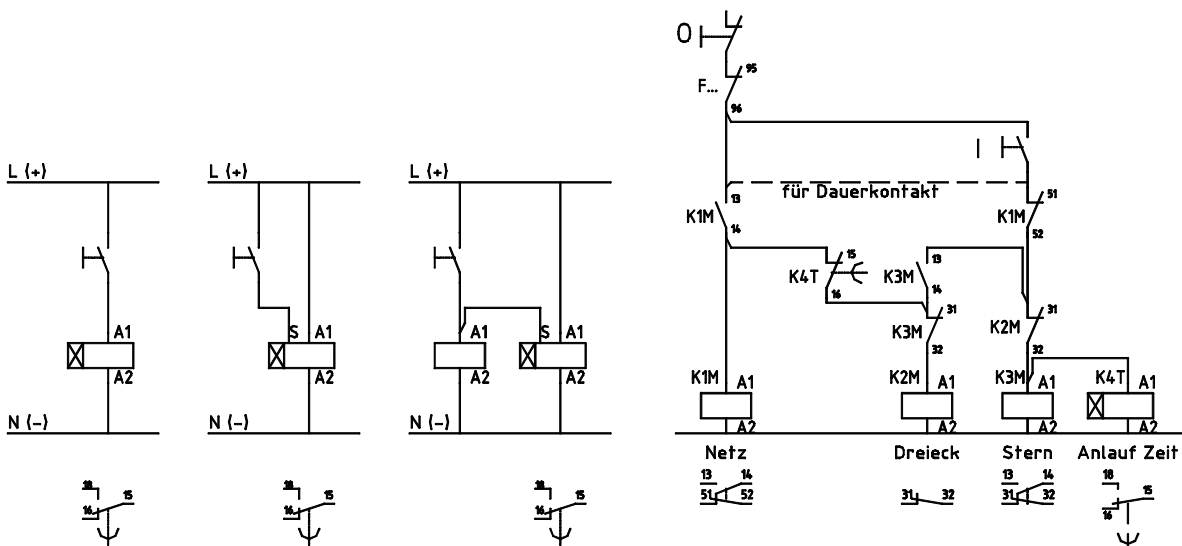 O
95
F...
96
I
L (+)
L (+)
L (+)
für Dauerkontakt
13
51
K1M
K1M
14
52
15
13
K4T
K3M
16
14
31
31
K3M
K2M
32
32
A1
S
A1
A1
S
A1
A2
A2
A2
A2
K1M
A1
K2M
A1
K3M
A1
K4T
A1
A2
A2
A2
A2
N (-)
N (-)
N (-)
Netz
Dreieck
Stern
Anlauf Zeit
13
14
13
14
18
51
52
31
32
31
32
15
16
18
15
16
18
15
16
18
15
16